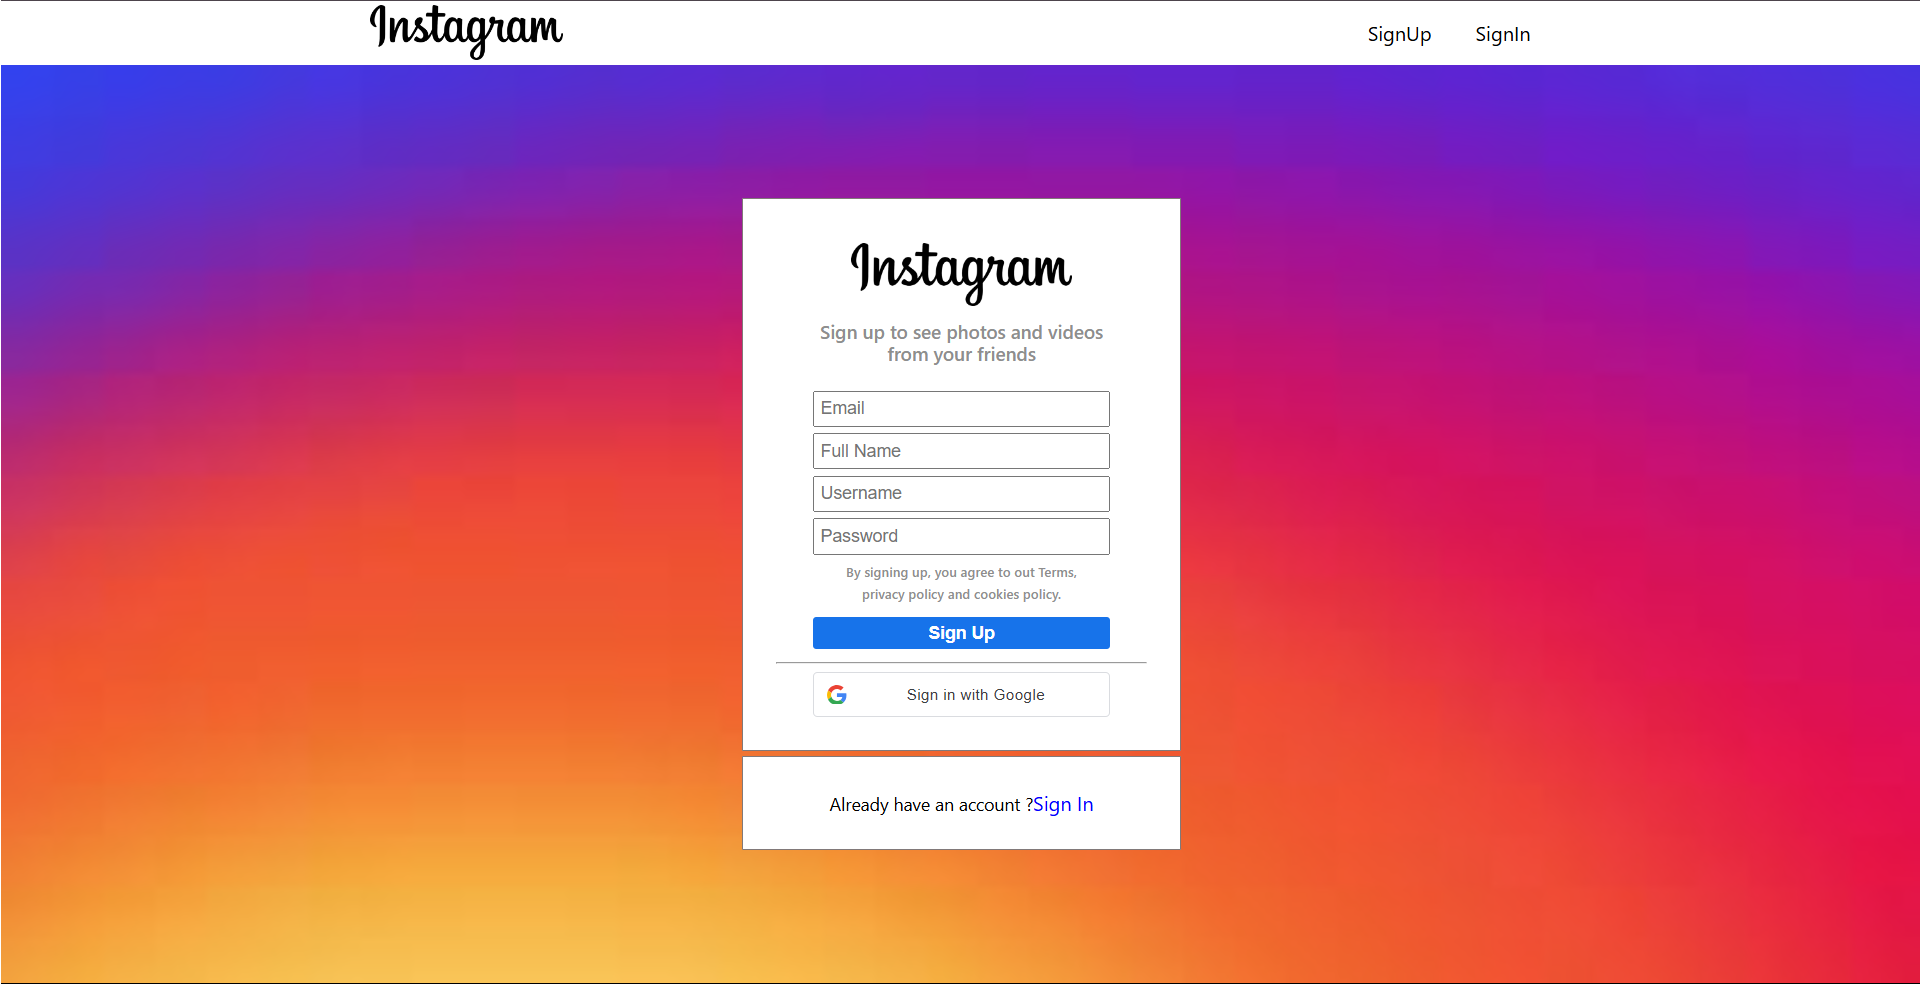 Instagram
SignUp
SignIn
Instagram
Sign up to see photos and videos
from your friends
Email
Full Name
Username
Password
By signing up, you agree to out Terms,
privacy policy and cookies policy.
Sign Up
Sign in with Google
Already have an account ?Sign In